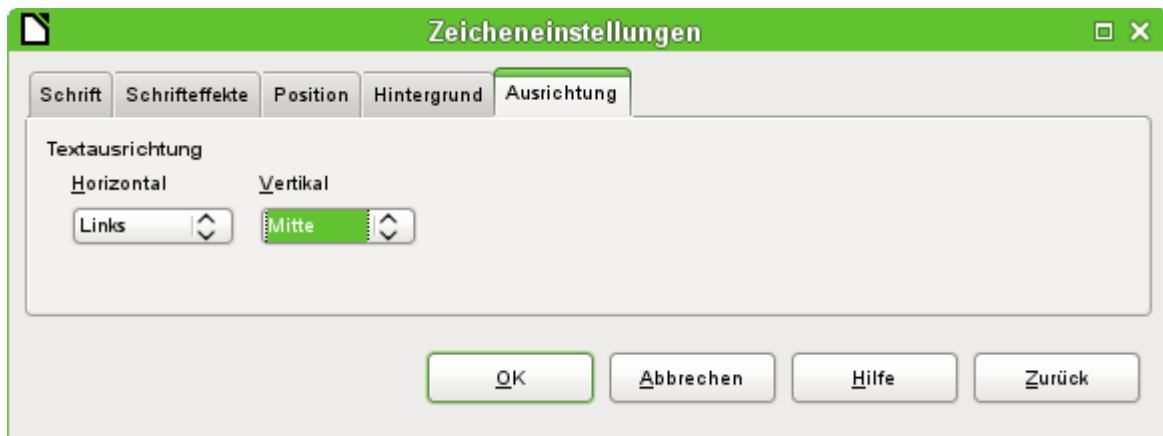 Zeicheneinstellungen
Schrift Schrifteffekte Position Hintergrund Ausrichtung
Textausrichtung
Horizontal Vertikal
Links Mitte
OK Abbrechen Hilfe Zurück